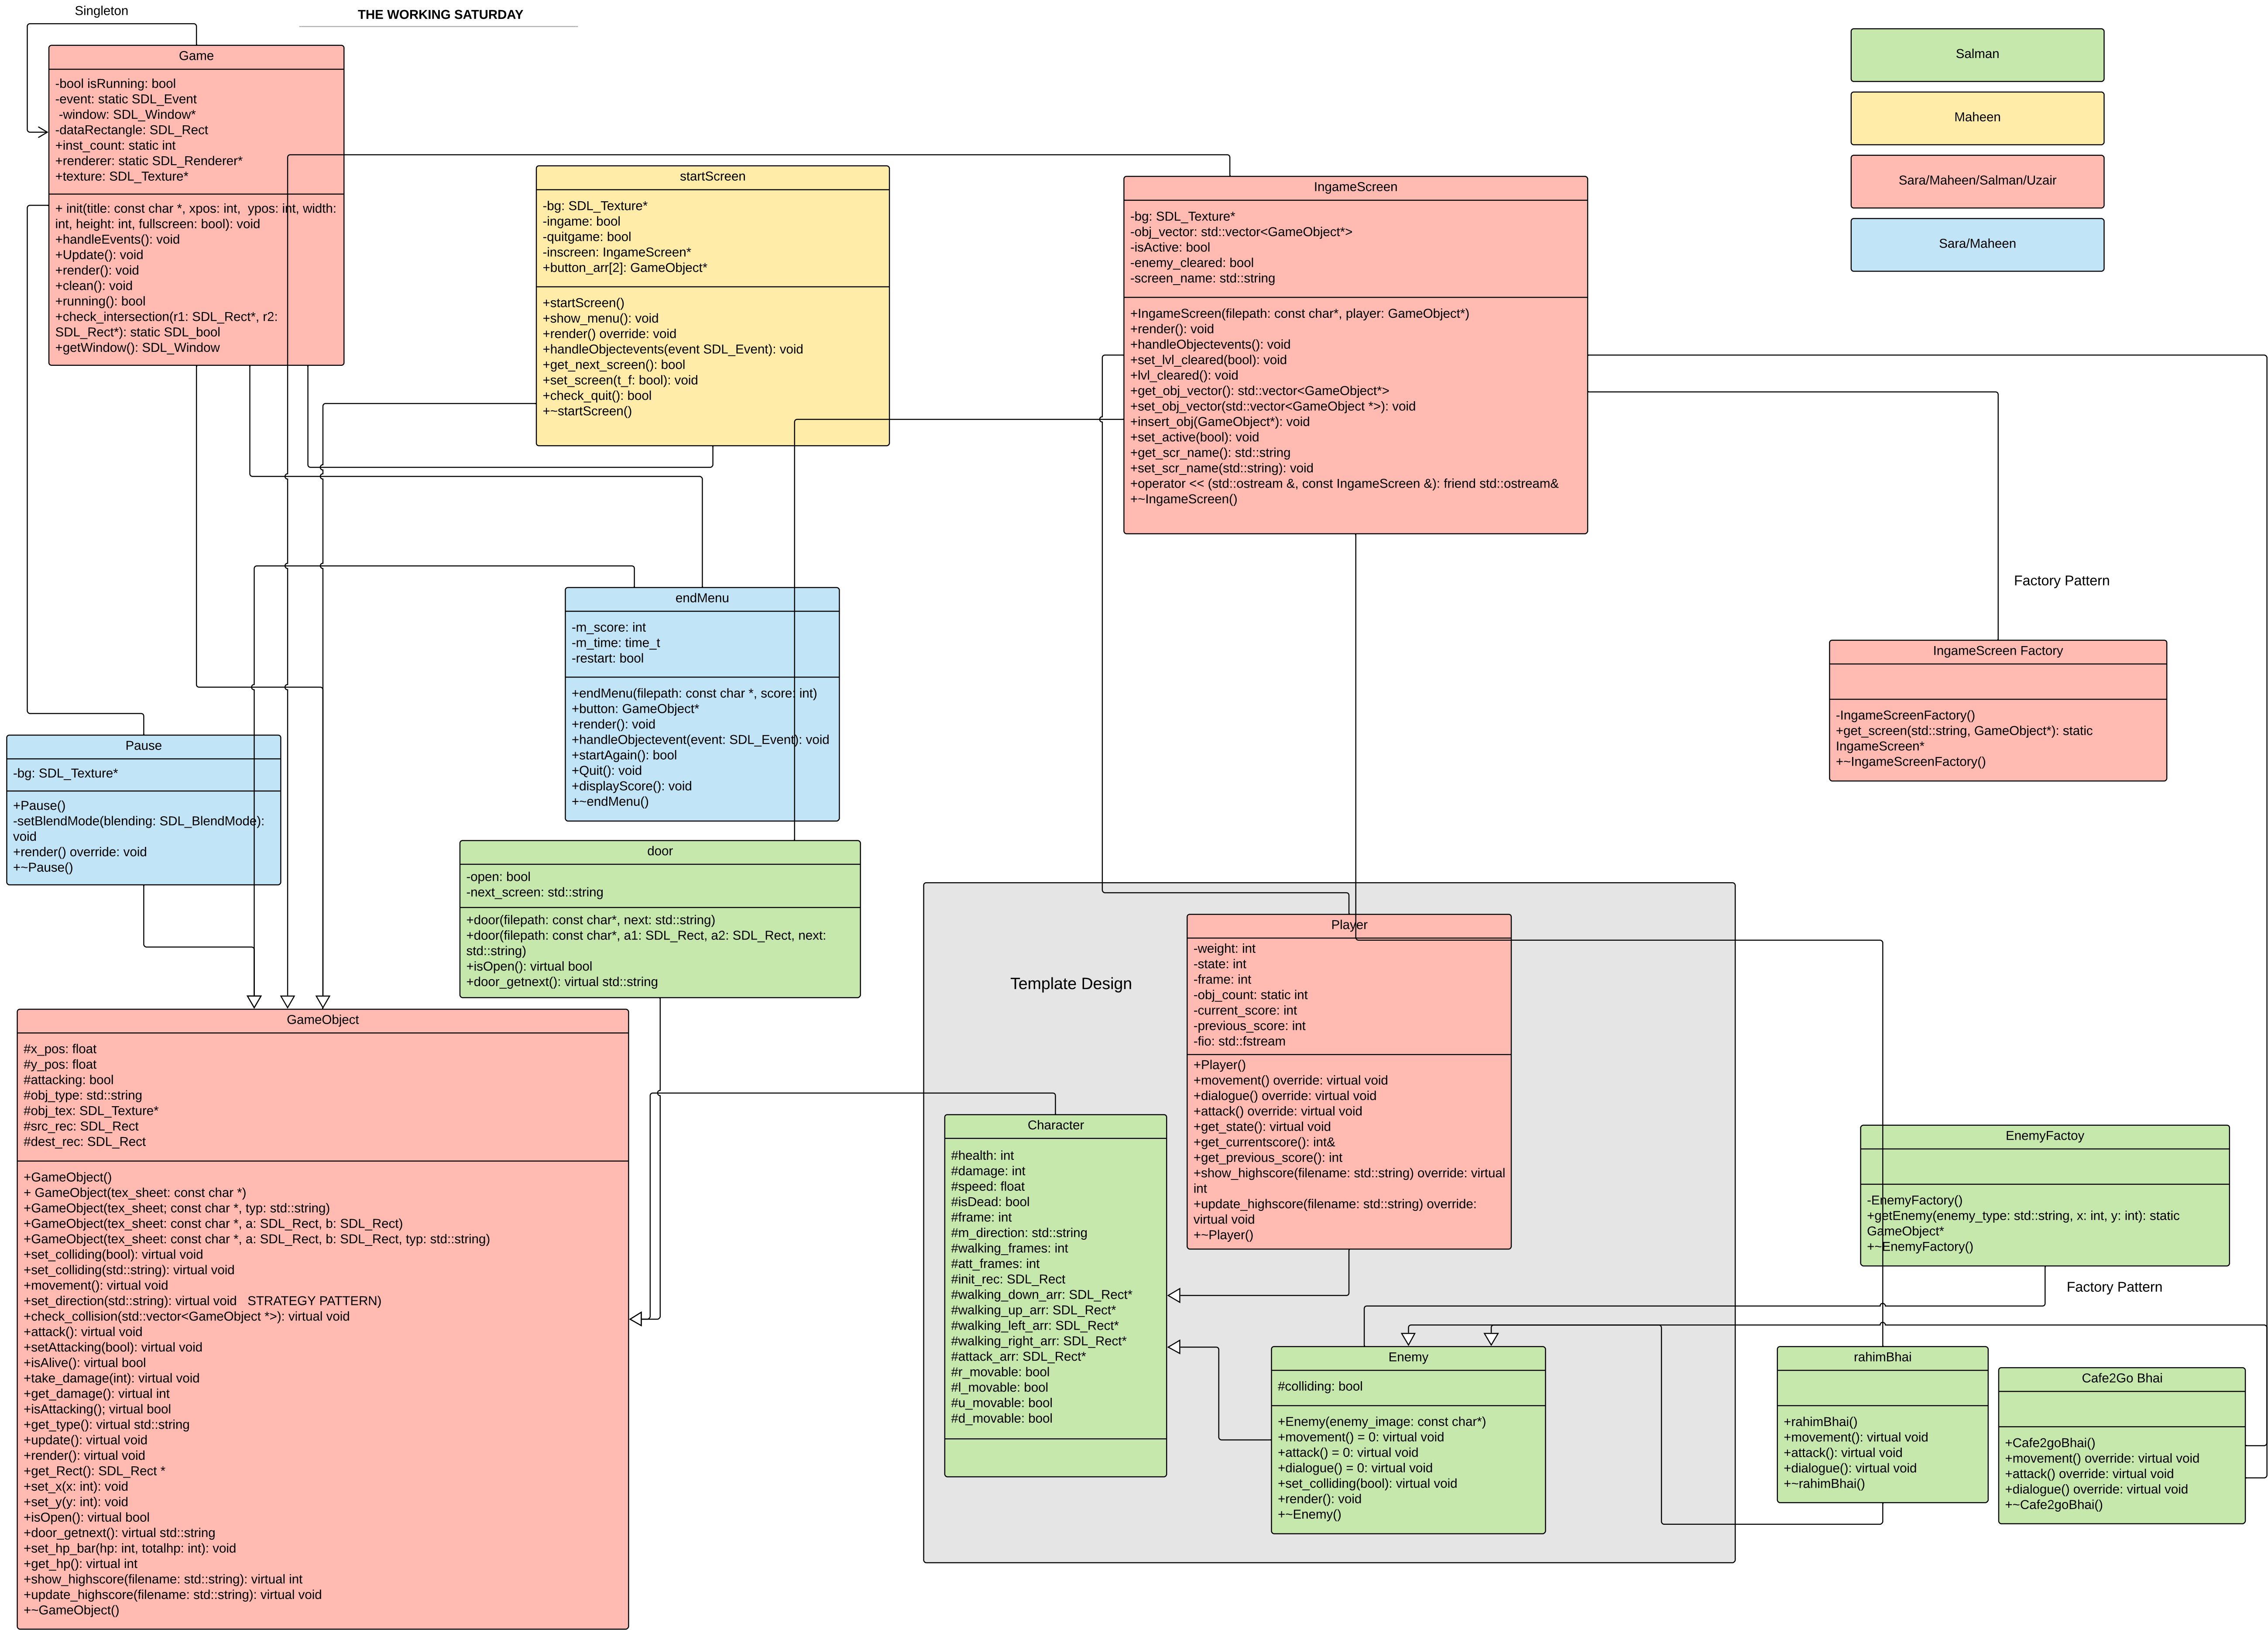 Singleton
THE WORKING SATURDAY
Game
-bool isRunning: bool
-event: static SDL_Event
-window: SDL_Window*
-dataRectangle: SDL_Rect
+inst_count: static int
+renderer: static SDL_Renderer*
+texture: SDL_Texture*
+ init(title: const char *, xpos: int,  ypos: int, width:
int, height: int, fullscreen: bool): void
+handleEvents(): void
+Update(): void
+render(): void
+clean(): void
+running(): bool
+check_intersection(r1: SDL_Rect*, r2:
SDL_Rect*): static SDL_bool
+getWindow(): SDL_Window
startScreen
-bg: SDL_Texture*
-ingame: bool
-quitgame: bool
-inscreen: IngameScreen*
+button_arr[2]: GameObject*
+startScreen()
+show_menu(): void
+render() override: void
+handleObjectevents(event SDL_Event): void
+get_next_screen(): bool
+set_screen(t_f: bool): void
+check_quit(): bool
+~startScreen()
IngameScreen
-bg: SDL_Texture*
-obj_vector: std::vector<GameObject*>
-isActive: bool
-enemy_cleared: bool
-screen_name: std::string
+IngameScreen(filepath: const char*, player: GameObject*)
+render(): void
+handleObjectevents(): void
+set_lvl_cleared(bool): void
+lvl_cleared(): void
+get_obj_vector(): std::vector<GameObject*>
+set_obj_vector(std::vector<GameObject *>): void
+insert_obj(GameObject*): void
+set_active(bool): void
+get_scr_name(): std::string
+set_scr_name(std::string): void
+operator << (std::ostream &, const IngameScreen &): friend std::ostream&
+~IngameScreen()
Salman
Maheen
Sara/Maheen/Salman/Uzair
Sara/Maheen
Factory Pattern
IngameScreen Factory
-IngameScreenFactory()
+get_screen(std::string, GameObject*): static
IngameScreen*
+~IngameScreenFactory()
endMenu
-m_score: int
-m_time: time_t
-restart: bool
+endMenu(filepath: const char *, score: int)
+button: GameObject*
+render(): void
+handleObjectevent(event: SDL_Event): void
+startAgain(): bool
+Quit(): void
+displayScore(): void
+~endMenu()
Pause
-bg: SDL_Texture*
+Pause()
-setBlendMode(blending: SDL_BlendMode):
void
+render() override: void
+~Pause()
door
-open: bool
-next_screen: std::string
+door(filepath: const char*, next: std::string)
+door(filepath: const char*, a1: SDL_Rect, a2: SDL_Rect, next:
std::string)
+isOpen(): virtual bool
+door_getnext(): virtual std::string
GameObject
#x_pos: float
#y_pos: float
#attacking: bool
#obj_type: std::string
#obj_tex: SDL_Texture*
#src_rec: SDL_Rect
#dest_rec: SDL_Rect
+GameObject()
+ GameObject(tex_sheet: const char *)
+GameObject(tex_sheet; const char *, typ: std::string)
+GameObject(tex_sheet: const char *, a: SDL_Rect, b: SDL_Rect)
+GameObject(tex_sheet: const char *, a: SDL_Rect, b: SDL_Rect, typ: std::string)
+set_colliding(bool): virtual void
+set_colliding(std::string): virtual void
+movement(): virtual void
+set_direction(std::string): virtual void   STRATEGY PATTERN)
+check_collision(std::vector<GameObject *>): virtual void
+attack(): virtual void
+setAttacking(bool): virtual void
+isAlive(): virtual bool
+take_damage(int): virtual void
+get_damage(): virtual int
+isAttacking(); virtual bool
+get_type(): virtual std::string
+update(): virtual void
+render(): virtual void
+get_Rect(): SDL_Rect *
+set_x(x: int): void
+set_y(y: int): void
+isOpen(): virtual bool
+door_getnext(): virtual std::string
+set_hp_bar(hp: int, totalhp: int): void
+get_hp(): virtual int
+show_highscore(filename: std::string): virtual int
+update_highscore(filename: std::string): virtual void
+~GameObject()
Template Design
Player
-weight: int
-state: int
-frame: int
-obj_count: static int
-current_score: int
-previous_score: int
-fio: std::fstream
+Player()
+movement() override: virtual void
+dialogue() override: virtual void
+attack() override: virtual void
+get_state(): virtual void
+get_currentscore(): int&
+get_previous_score(): int
+show_highscore(filename: std::string) override: virtual
int
+update_highscore(filename: std::string) override:
virtual void
+~Player()
Character
#health: int
#damage: int
#speed: float
#isDead: bool
#frame: int
#m_direction: std::string
#walking_frames: int
#att_frames: int
#init_rec: SDL_Rect
#walking_down_arr: SDL_Rect*
#walking_up_arr: SDL_Rect*
#walking_left_arr: SDL_Rect*
#walking_right_arr: SDL_Rect*
#attack_arr: SDL_Rect*
#r_movable: bool
#l_movable: bool
#u_movable: bool
#d_movable: bool
Enemy
#colliding: bool
+Enemy(enemy_image: const char*)
+movement() = 0: virtual void
+attack() = 0: virtual void
+dialogue() = 0: virtual void
+set_colliding(bool): virtual void
+render(): void
+~Enemy()
EnemyFactoy
-EnemyFactory()
+getEnemy(enemy_type: std::string, x: int, y: int): static
GameObject*
+~EnemyFactory()
Factory Pattern
rahimBhai
+rahimBhai()
+movement(): virtual void
+attack(): virtual void
+dialogue(): virtual void
+~rahimBhai()
Cafe2Go Bhai
+Cafe2goBhai()
+movement() override: virtual void
+attack() override: virtual void
+dialogue() override: virtual void
+~Cafe2goBhai()